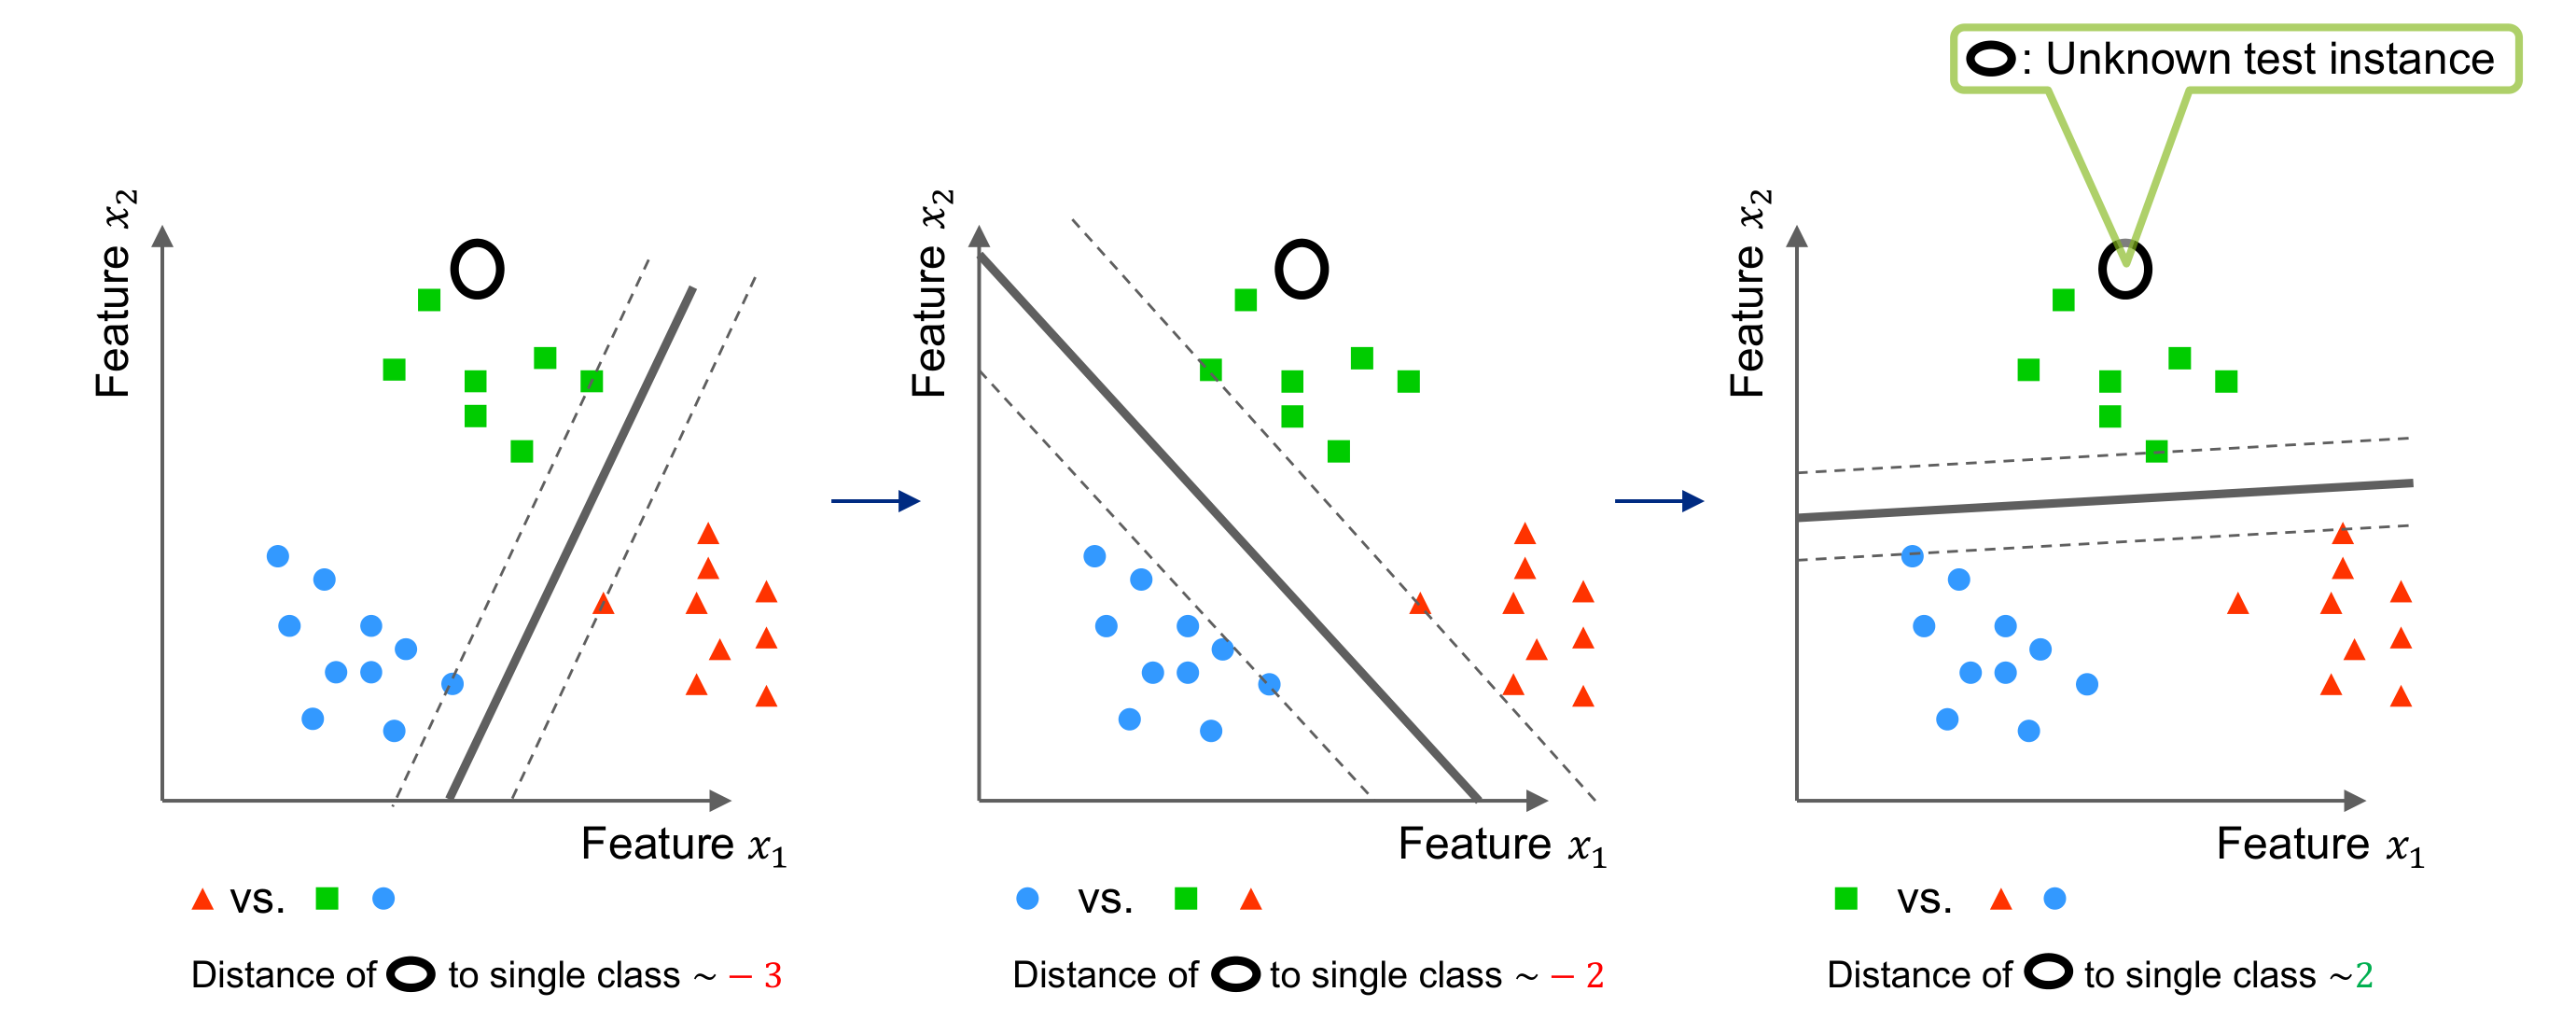 : Unknown test instance
Feature x₂
Feature x₁
vs.
Distance of to single class ~ − 3
Feature x₂
Feature x₁
vs.
Distance of to single class ~ − 2
Feature x₂
Feature x₁
vs.
Distance of to single class ~2